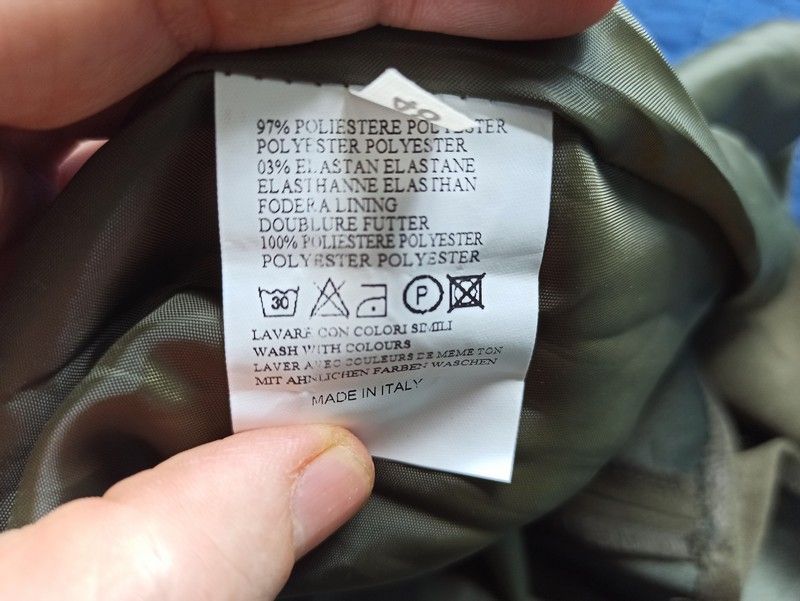 48
97% POLIESTERE POLYESTER
POLYESTER POLYESTER
03% ELASTAN ELASTANE
ELASTHANNE ELASTHAN
FODERA LINING
DOUBLURE FUTTER
100% POLIESTERE POLYESTER
POLYESTER POLYESTER
30 P
LAVARE CON COLORI SIMILI
WASH WITH COLOURS
LAVER AVEC COULEURS DE MEME TON
MIT AHNLICHEN FARBEN WASCHEN
MADE IN ITALY